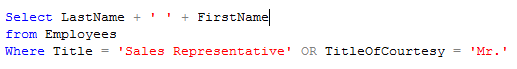 Select LastName + ' ' + FirstName
from Employees
Where Title = 'Sales Representative' OR TitleOfCourtesy = 'Mr.'